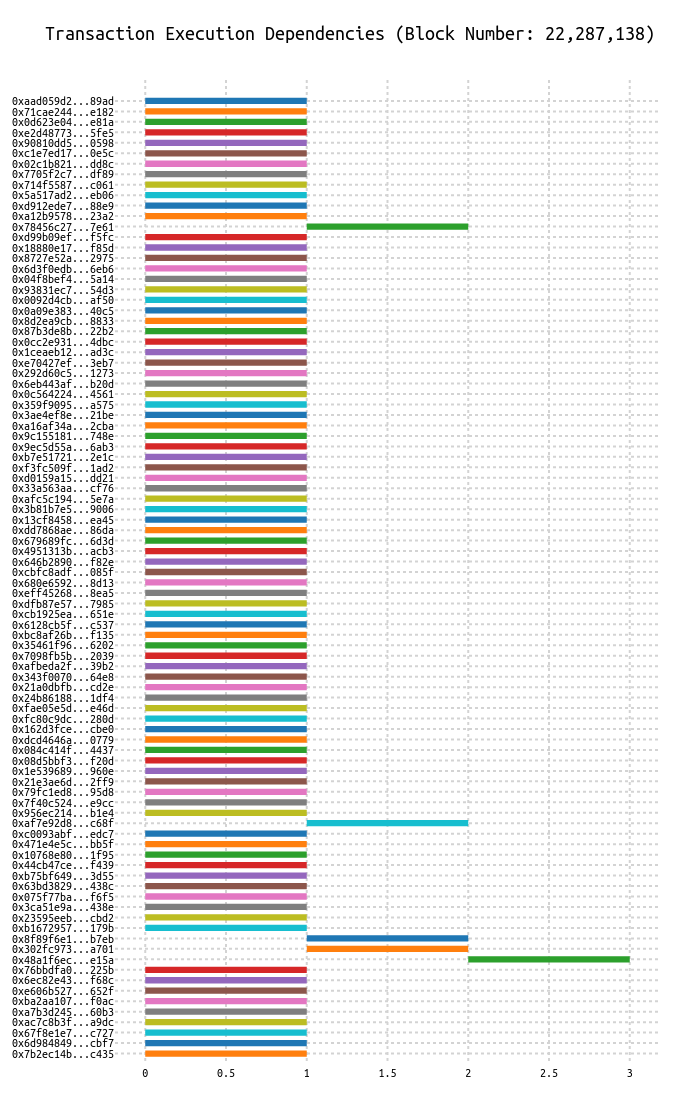 Transaction Execution Dependencies (Block Number: 22,287,138)
0xaad059d2...89ad
0x71cae244...e182
0x0d623e04...e81a
0xe2d48773...5fe5
0x90810dd5...0598
0xc1e7ed17...0e5c
0x02c1b821...dd8c
0x7705f2c7...df89
0x714f5587...c061
0x5a517ad2...eb06
0xd912ede7...88e9
0xa12b9578...23a2
0x78456c27...7e61
0xd99b09ef...f5fc
0x18880e17...f85d
0x8727e52a...2975
0x6d3f0edb...6eb6
0x04f8bef4...5a14
0x93831ec7...54d3
0x0092d4cb...af50
0x0a09e383...40c5
0x8d2ea9cb...8833
0x87b3de8b...22b2
0x0cc2e931...4dbc
0x1ceaeb12...ad3c
0xe70427ef...3eb7
0x292d60c5...1273
0x6eb443af...b20d
0x0c564224...4561
0x359f9095...a575
0x3ae4ef8e...21be
0xa16af34a...2cba
0x9c155181...748e
0x9ec5d55a...6ab3
0xb7e51721...2e1c
0xf3fc509f...1ad2
0xd0159a15...dd21
0x33a563aa...cf76
0xafc5c194...5e7a
0x3b81b7e5...9006
0x13cf8458...ea45
0xdd7868ae...86da
0x679689fc...6d3d
0x4951313b...acb3
0x646b2890...f82e
0xcbfc8adf...085f
0x680e6592...8d13
0xeff45268...8ea5
0xdfb87e57...7985
0xcb1925ea...651e
0x6128cb5f...c537
0xbc8af26b...f135
0x35461f96...6202
0x7098fb5b...2039
0xafbeda2f...39b2
0x343f0070...64e8
0x21a0dbfb...cd2e
0x24b86188...1df4
0xfae05e5d...e46d
0xfc80c9dc...280d
0x162d3fce...cbe0
0xdcd4646a...0779
0x084c414f...4437
0x08d5bbf3...f20d
0x1e539689...960e
0x21e3ae6d...2ff9
0x79fc1ed8...95d8
0x7f40c524...e9cc
0x956ec214...b1e4
0xaf7e92d8...c68f
0xc0093abf...edc7
0x471e4e5c...bb5f
0x10768e80...1f95
0x44cb47ce...f439
0xb75bf649...3d55
0x63bd3829...438c
0x075f77ba...f6f5
0x3ca51e9a...438e
0x23595eeb...cbd2
0xb1672957...179b
0x8f89f6e1...b7eb
0x302fc973...a701
0x48a1f6ec...e15a
0x76bbdfa0...225b
0x6ec82e43...f68c
0xe606b527...652f
0xba2aa107...f0ac
0xa7b3d245...60b3
0xac7c8b3f...a9dc
0x67f8e1e7...c727
0x6d984849...cbf7
0x7b2ec14b...c435
0 0.5 1 1.5 2 2.5 3